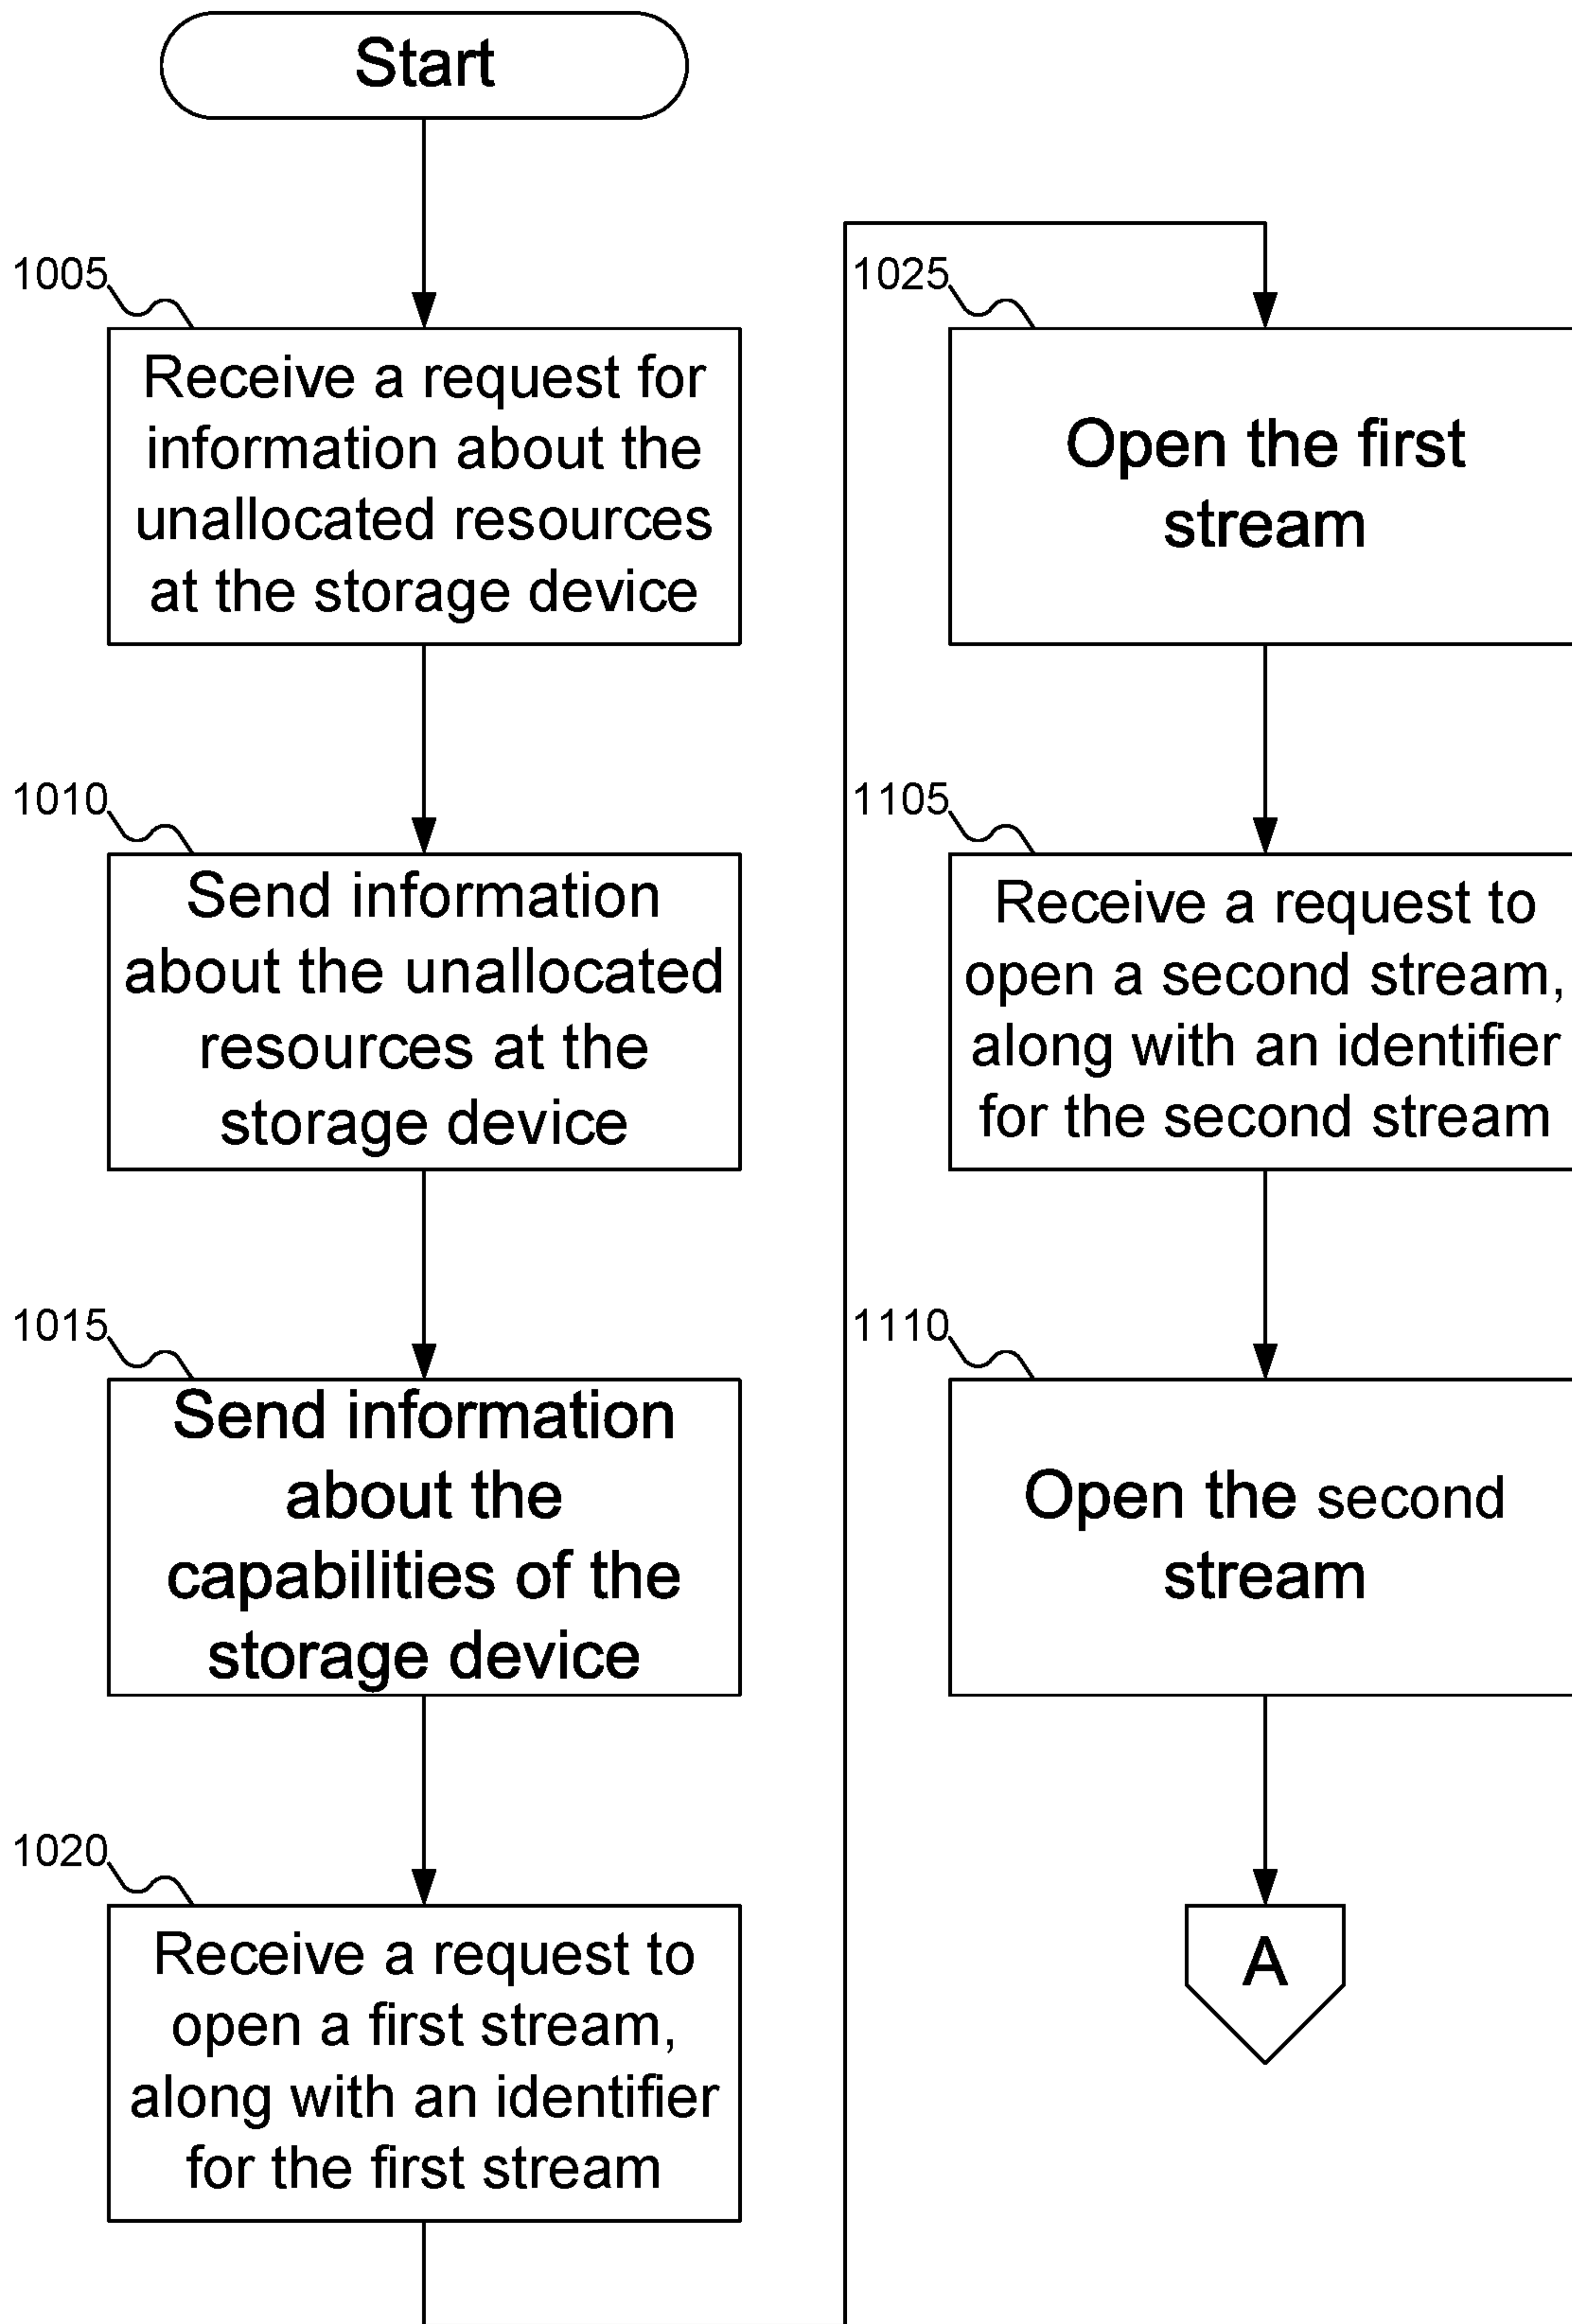 Start
1005
Receive a request for
information about the
unallocated resources
at the storage device
1010
Send information
about the unallocated
resources at the
storage device
1015
Send information
about the
capabilities of the
storage device
1020
Receive a request to
open a first stream,
along with an identifier
for the first stream
1025
Open the first
stream
1105
Receive a request to
open a second stream,
along with an identifier
for the second stream
1110
Open the second
stream
A